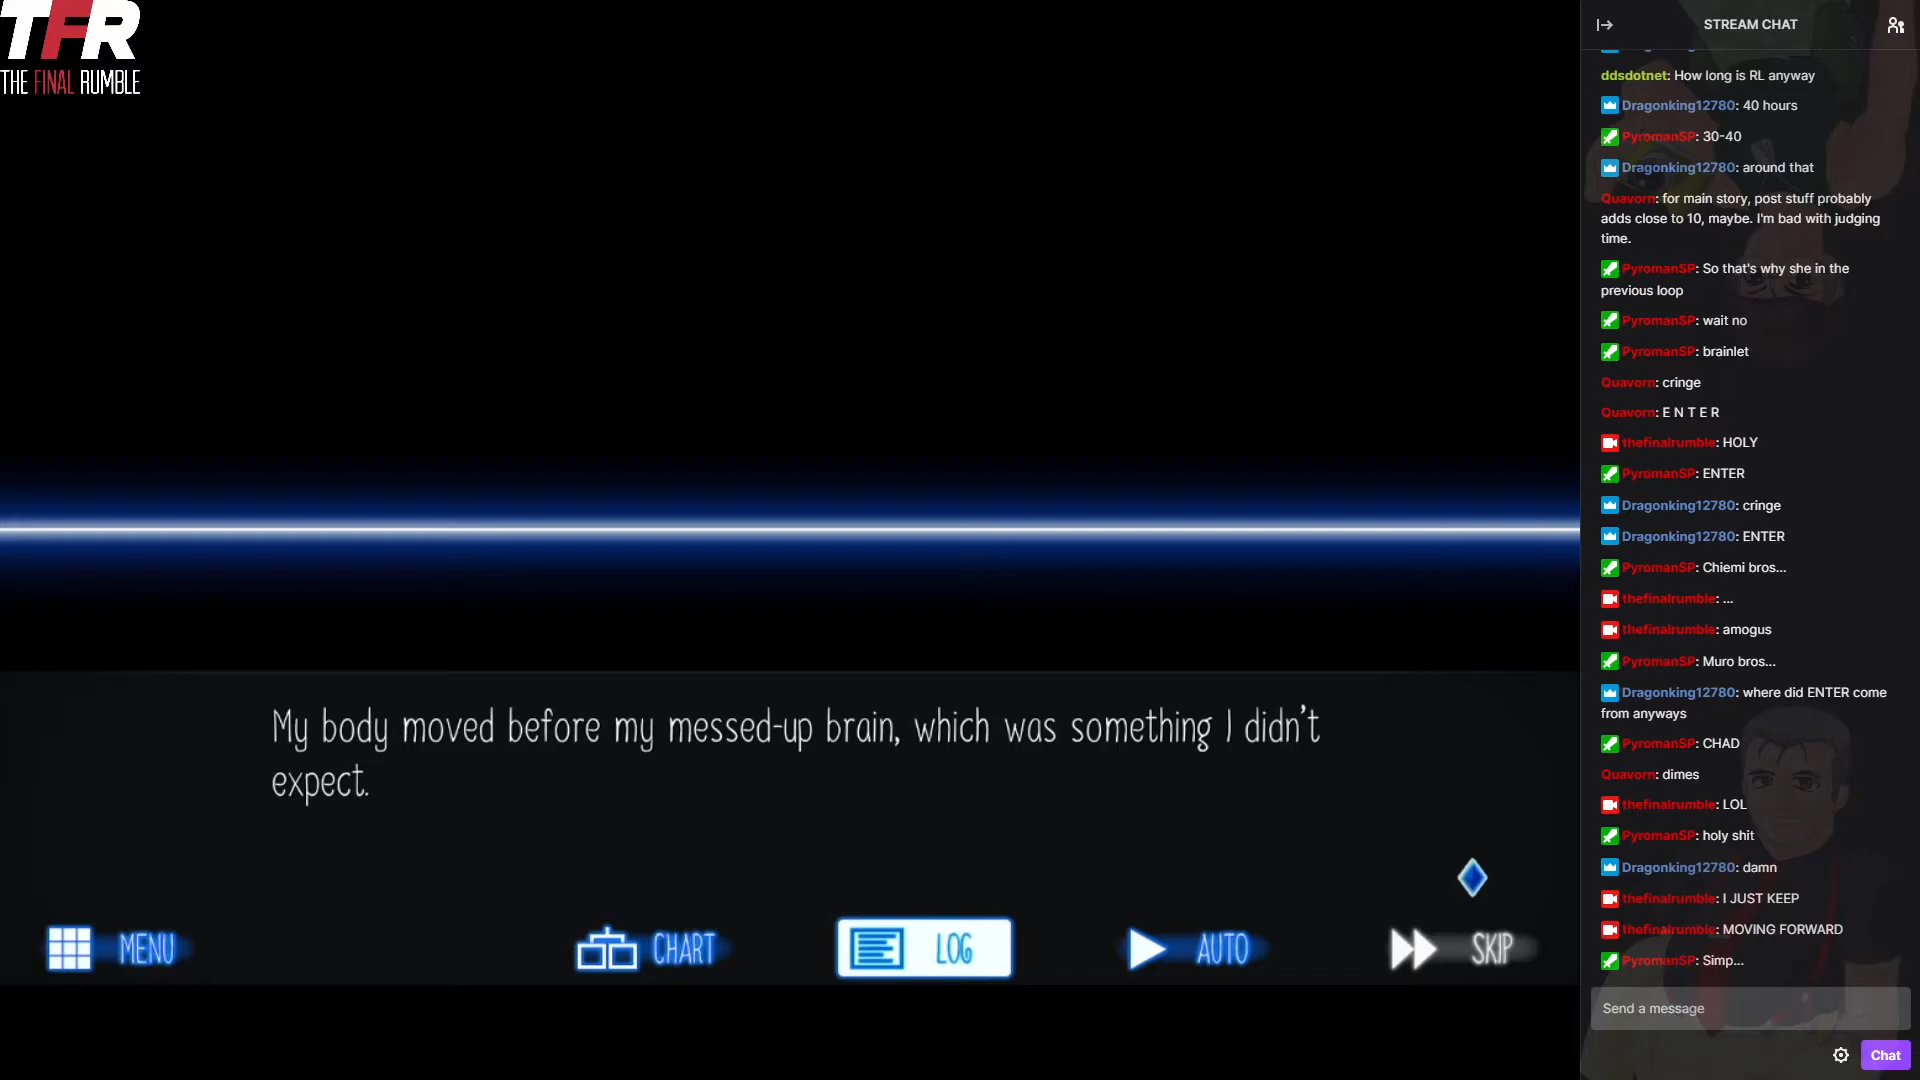 TFR
THE FINAL RUMBLE
My body moved before my messed-up brain, which was something I didn't
expect.
MENU
CHART
LOG
AUTO
SKIP
STREAM CHAT
ddsdotnet: How long is RL anyway
Dragonking12780: 40 hours
PyromanSP: 30-40
Dragonking12780: around that
Quavorn: for main story, post stuff probably
adds close to 10, maybe. I'm bad with judging
time.
PyromanSP: So that's why she in the
previous loop
PyromanSP: wait no
PyromanSP: brainlet
Quavorn: cringe
Quavorn: E N T E R
thefinalrumble: HOLY
PyromanSP: ENTER
Dragonking12780: cringe
Dragonking12780: ENTER
PyromanSP: Chiemi bros...
thefinalrumble: ...
thefinalrumble: amogus
PyromanSP: Muro bros...
Dragonking12780: where did ENTER come
from anyways
PyromanSP: CHAD
Quavorn: dimes
thefinalrumble: LOL
PyromanSP: holy shit
Dragonking12780: damn
thefinalrumble: I JUST KEEP
thefinalrumble: MOVING FORWARD
PyromanSP: Simp...
Send a message
Chat